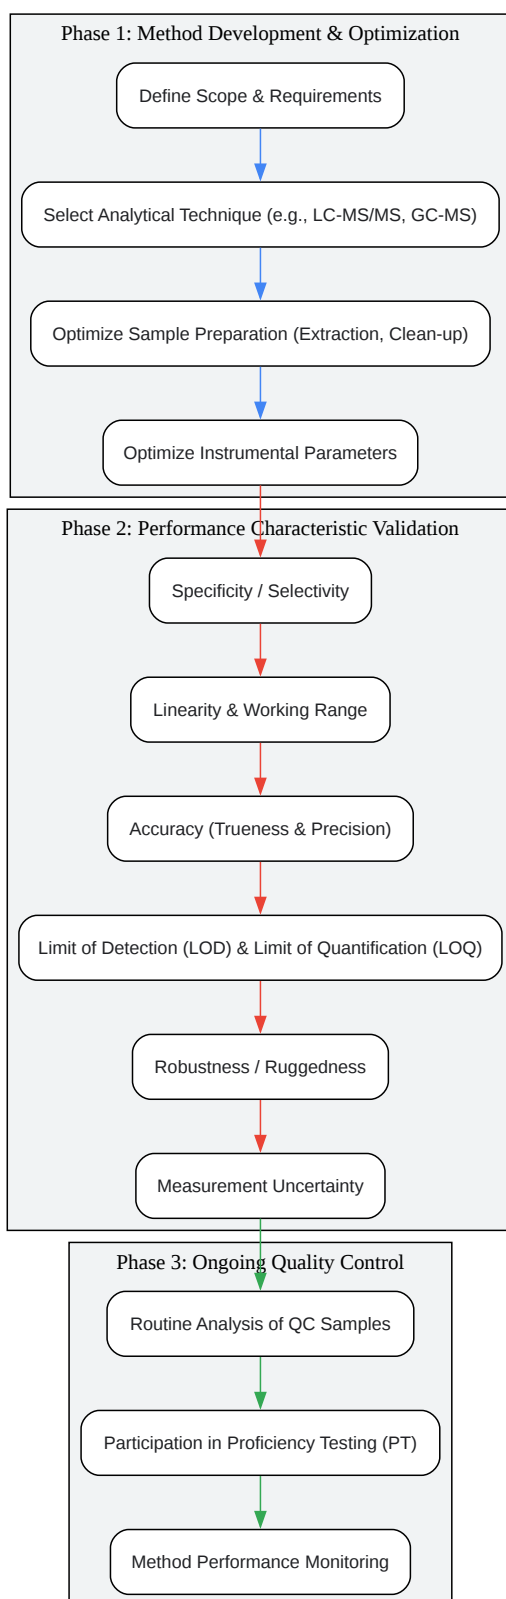 Phase 1: Method Development & Optimization
Define Scope & Requirements
Select Analytical Technique (e.g., LC-MS/MS, GC-MS)
Optimize Sample Preparation (Extraction, Clean-up)
Optimize Instrumental Parameters
Phase 2: Performance Characteristic Validation
Specificity / Selectivity
Linearity & Working Range
Accuracy (Trueness & Precision)
Limit of Detection (LOD) & Limit of Quantification (LOQ)
Robustness / Ruggedness
Measurement Uncertainty
Phase 3: Ongoing Quality Control
Routine Analysis of QC Samples
Participation in Proficiency Testing (PT)
Method Performance Monitoring